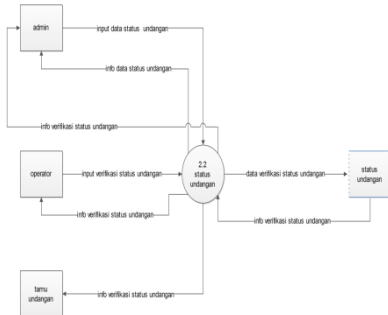 admin
input data status undangan
info data status undangan
info verifikasi status undangan
operator
input verifikasi status undangan
2.2
status
undangan
data verifikasi status undangan
status
undangan
info verifikasi status undangan
info verifikasi status undangan
tamu
undangan
info verifikasi status undangan